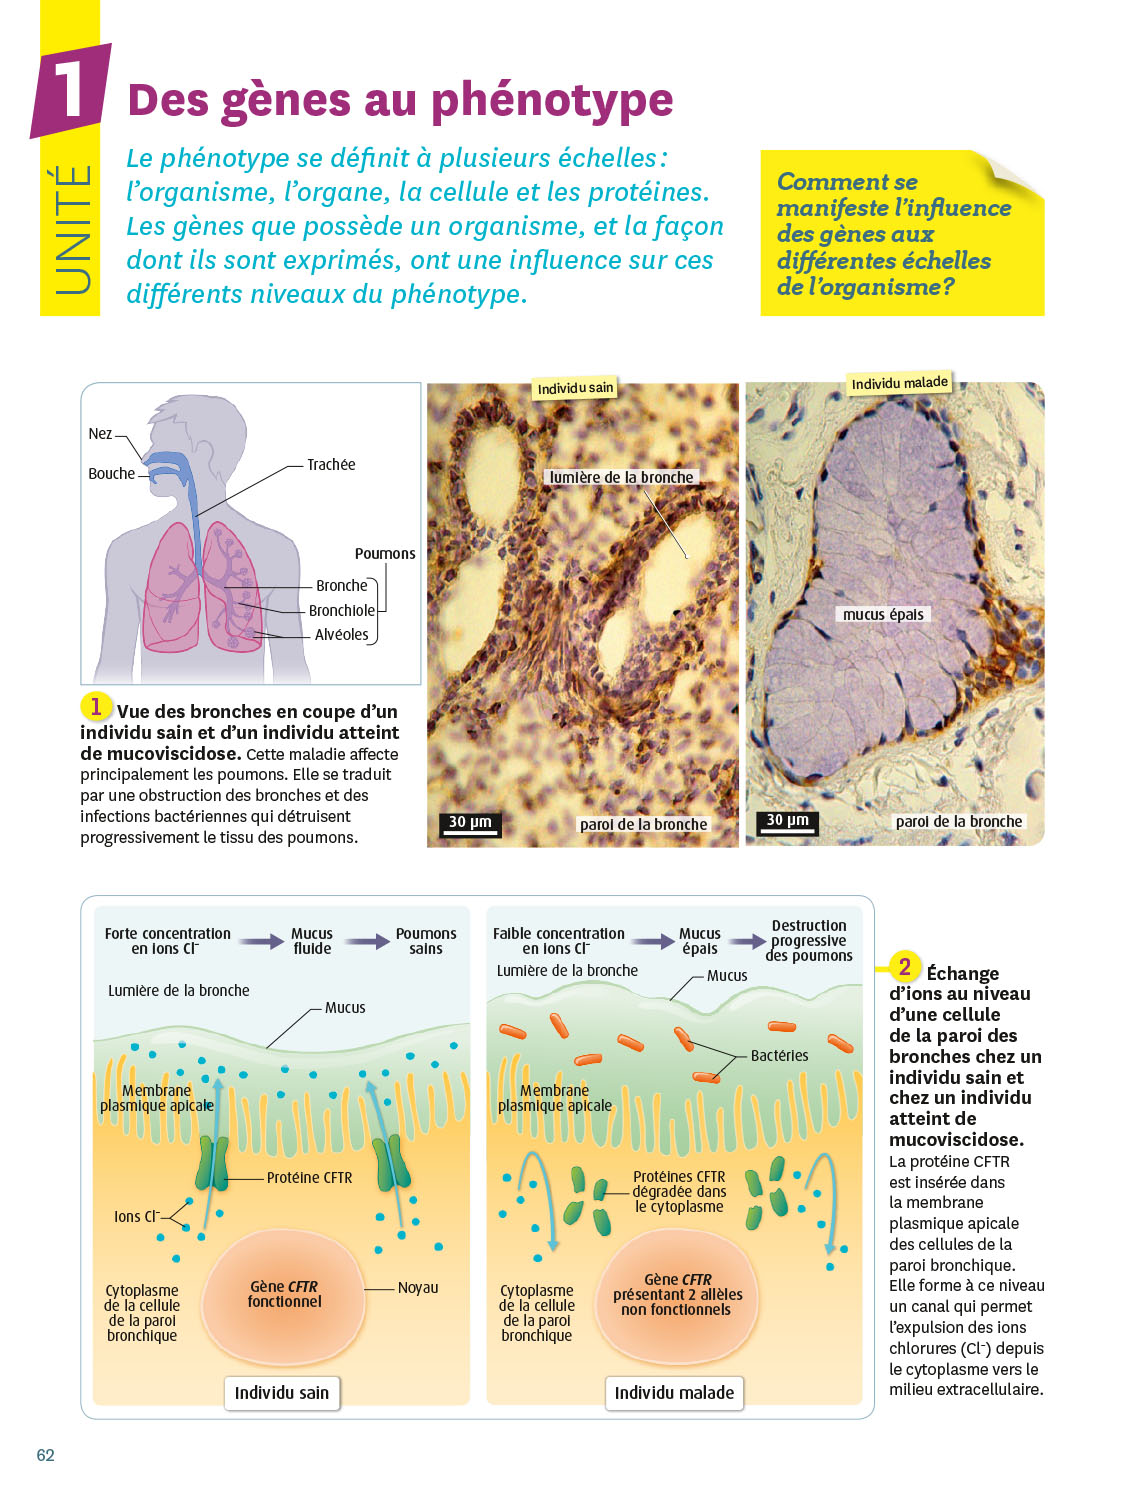 1
UNITÉ
Des gènes au phénotype
Le phénotype se définit à plusieurs échelles :
l'organisme, l'organe, la cellule et les protéines.
Les gènes que possède un organisme, et la façon
dont ils sont exprimés, ont une influence sur ces
différents niveaux du phénotype.
Comment se
manifeste l'influence
des gènes aux
différentes échelles
de l'organisme?
Nez
Bouche
Trachée
Poumons
Bronche
Bronchiole
Alvéoles
Individu sain
lumière de la bronche
30 µm
paroi de la bronche
Individu malade
mucus épais
30 µm
paroi de la bronche
1 Vue des bronches en coupe d'un
individu sain et d'un individu atteint
de mucoviscidose. Cette maladie affecte
principalement les poumons. Elle se traduit
par une obstruction des bronches et des
infections bactériennes qui détruisent
progressivement le tissu des poumons.
Forte concentration
en ions Cl⁻
Mucus
fluide
Poumons
sains
Lumière de la bronche
Mucus
Membrane
plasmique apicale
Protéine CFTR
Ions Cl⁻
Gène CFTR
fonctionnel
Noyau
Cytoplasme
de la cellule
de la paroi
bronchique
Individu sain
Faible concentration
en ions Cl⁻
Mucus
épais
Destruction
progressive
des poumons
Lumière de la bronche
Mucus
Bactéries
Membrane
plasmique apicale
Protéines CFTR
dégradée dans
le cytoplasme
Gène CFTR
présentant 2 allèles
non fonctionnels
Cytoplasme
de la cellule
de la paroi
bronchique
Individu malade
2 Échange
d'ions au niveau
d'une cellule
de la paroi des
bronches chez un
individu sain et
chez un individu
atteint de
mucoviscidose.
La protéine CFTR
est insérée dans
la membrane
plasmique apicale
des cellules de la
paroi bronchique.
Elle forme à ce niveau
un canal qui permet
l'expulsion des ions
chlorures (Cl⁻) depuis
le cytoplasme vers le
milieu extracellulaire.
62